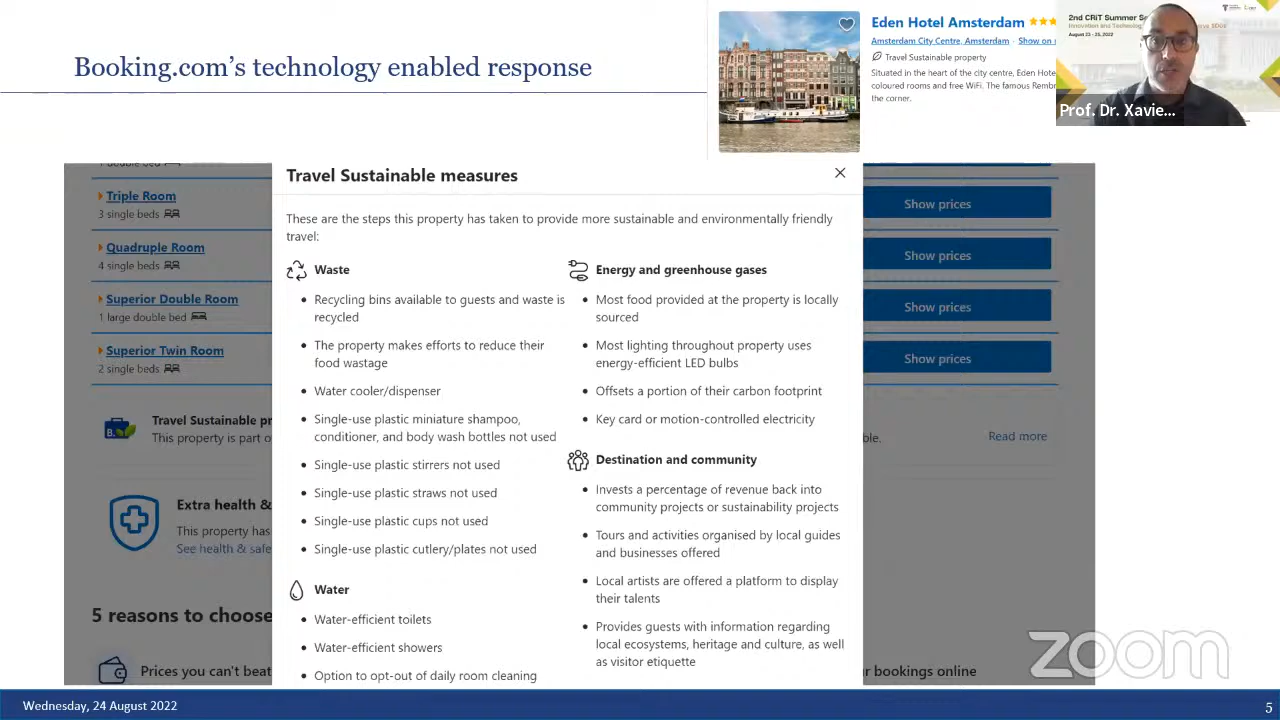 Booking.com's technology enabled response
Eden Hotel Amsterdam
Amsterdam City Centre, Amsterdam · Show on
Travel Sustainable property
Situated in the heart of the city centre, Eden Hote
coloured rooms and free WiFi. The famous Rembr
the corner.
2nd CRiT Summer Sc
August 23 - 25, 2022
Prof. Dr. Xavie...
Triple Room
3 single beds
Quadruple Room
4 single beds
Superior Double Room
1 large double bed
Superior Twin Room
2 single beds
Travel Sustainable pr
This property is part o
Extra health &
This property has
See health & safe
5 reasons to choose
Prices you can't beat
Travel Sustainable measures
These are the steps this property has taken to provide more sustainable and environmentally friendly
travel:
Waste
• Recycling bins available to guests and waste is
recycled
• The property makes efforts to reduce their
food wastage
• Water cooler/dispenser
• Single-use plastic miniature shampoo,
conditioner, and body wash bottles not used
• Single-use plastic stirrers not used
• Single-use plastic straws not used
• Single-use plastic cups not used
• Single-use plastic cutlery/plates not used
Water
• Water-efficient toilets
• Water-efficient showers
• Option to opt-out of daily room cleaning
Energy and greenhouse gases
• Most food provided at the property is locally
sourced
• Most lighting throughout property uses
energy-efficient LED bulbs
• Offsets a portion of their carbon footprint
• Key card or motion-controlled electricity
Destination and community
• Invests a percentage of revenue back into
community projects or sustainability projects
• Tours and activities organised by local guides
and businesses offered
• Local artists are offered a platform to display
their talents
• Provides guests with information regarding
local ecosystems, heritage and culture, as well
as visitor etiquette
Show prices
Show prices
Show prices
Show prices
ble.
Read more
r bookings online
zoom
Wednesday, 24 August 2022
5